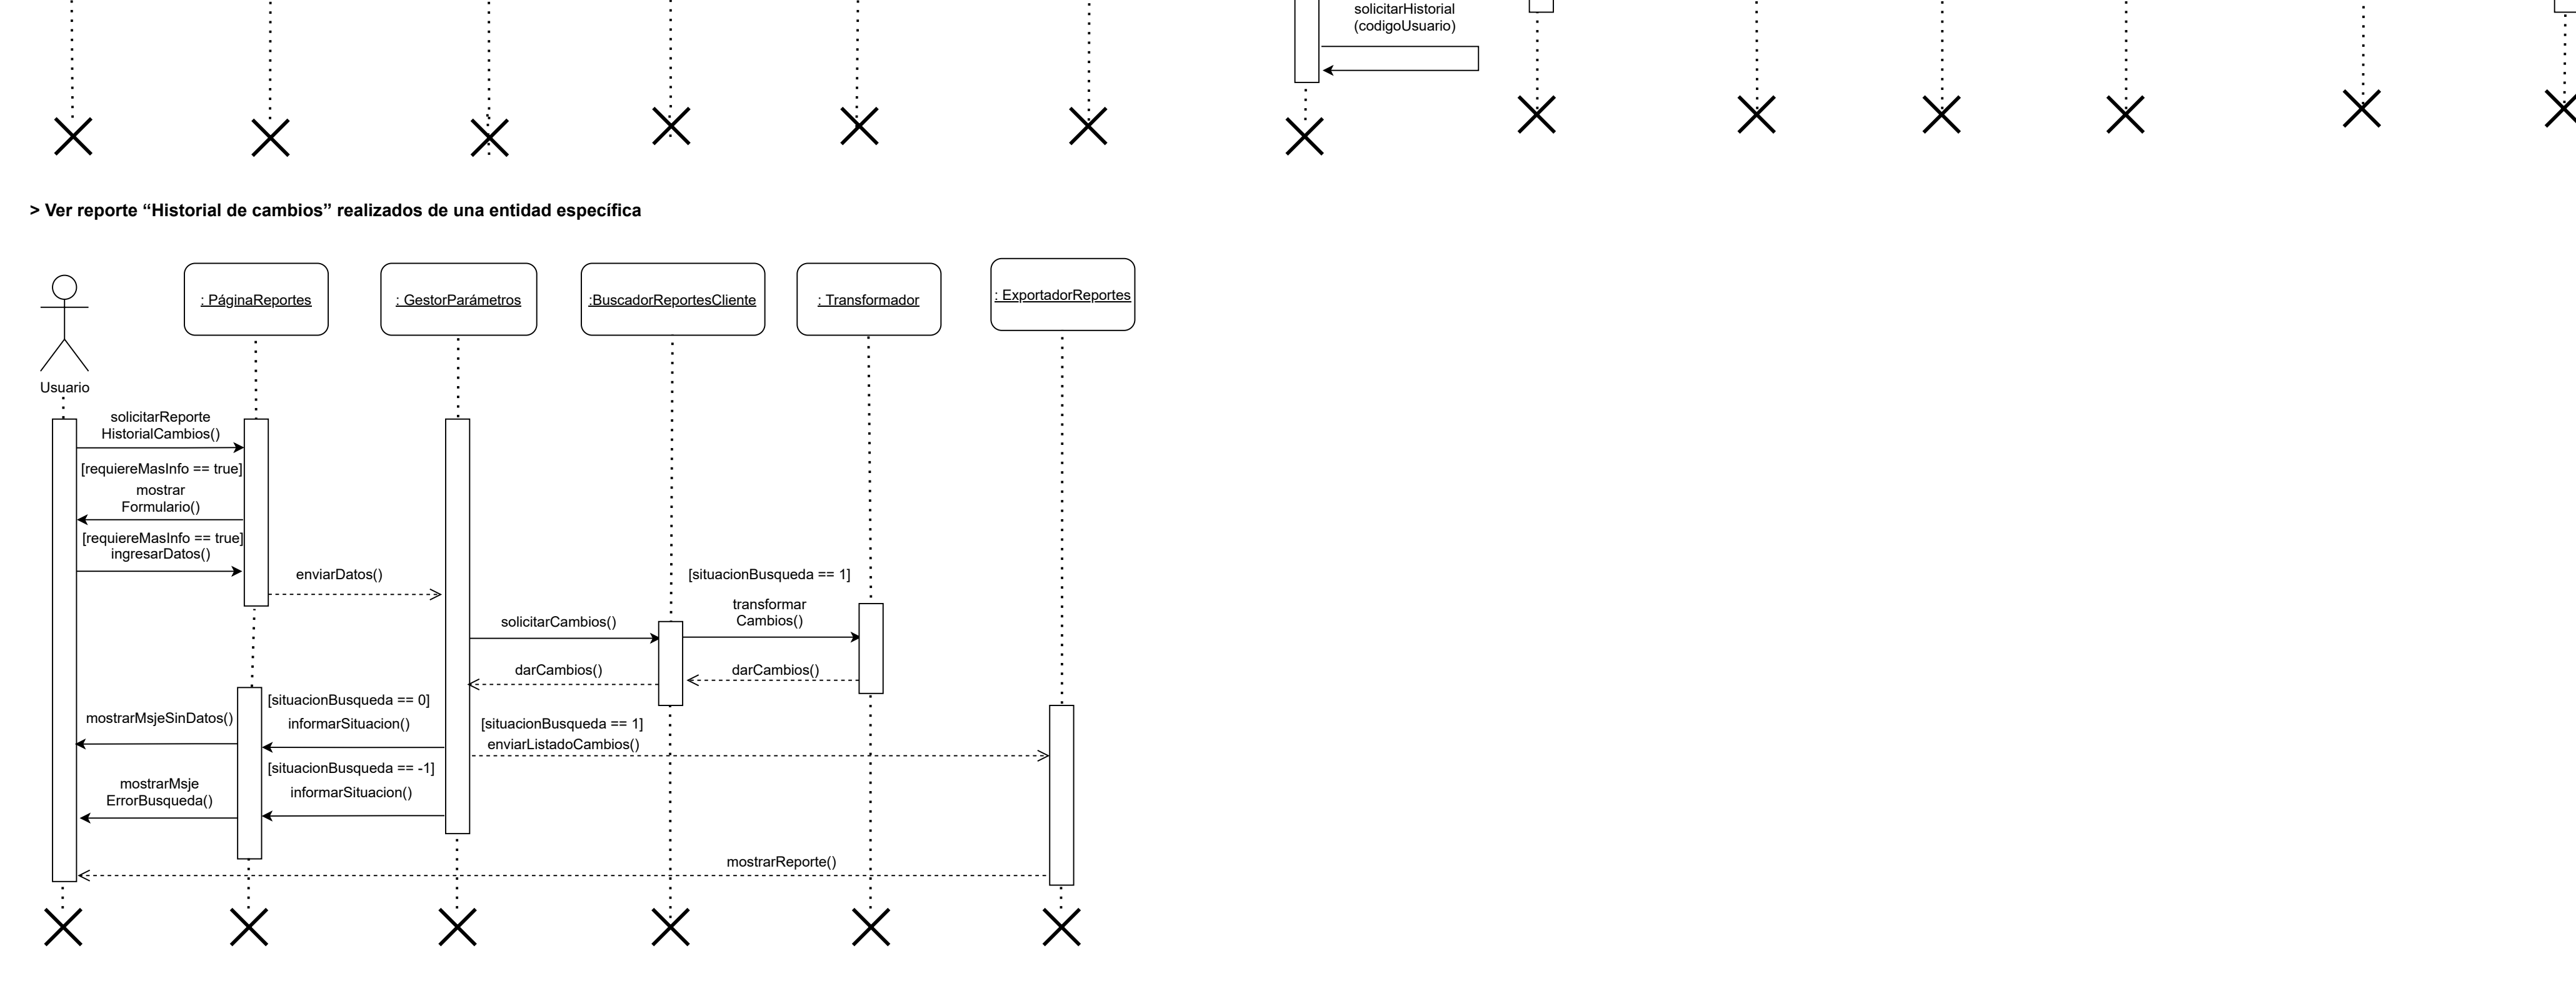 solicitarHistorial
(codigoUsuario)
> Ver reporte “Historial de cambios” realizados de una entidad específica
: PáginaReportes
: GestorParámetros
:BuscadorReportesCliente
: Transformador
: ExportadorReportes
Usuario
solicitarReporte
HistorialCambios()
[requiereMasInfo == true]
mostrar
Formulario()
[requiereMasInfo == true]
ingresarDatos()
enviarDatos()
[situacionBusqueda == 1]
transformar
Cambios()
solicitarCambios()
darCambios()
darCambios()
[situacionBusqueda == 0]
mostrarMsjeSinDatos()
informarSituacion()
[situacionBusqueda == 1]
enviarListadoCambios()
[situacionBusqueda == -1]
mostrarMsje
ErrorBusqueda()
informarSituacion()
mostrarReporte()